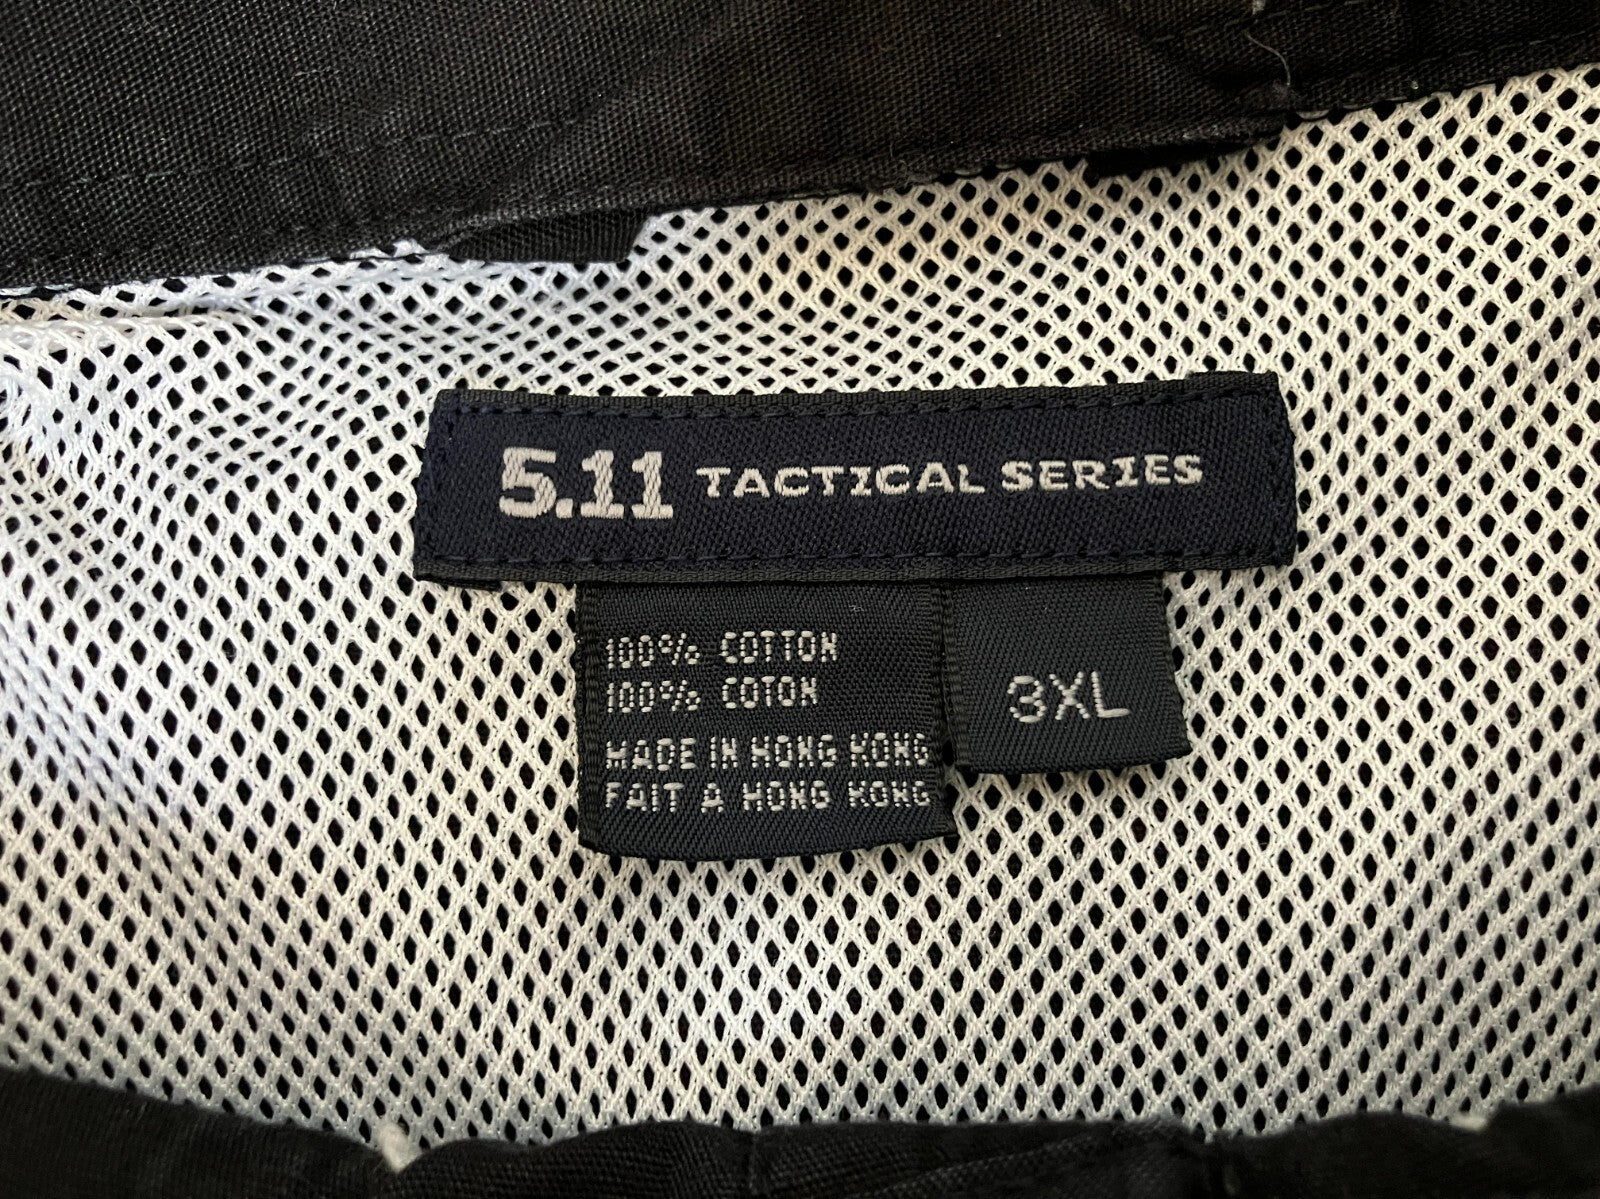 5.11 TACTICAL SERIES
100% COTTON
100% COTON
MADE IN HONG KONG
FAIT A HONG KONG
3XL